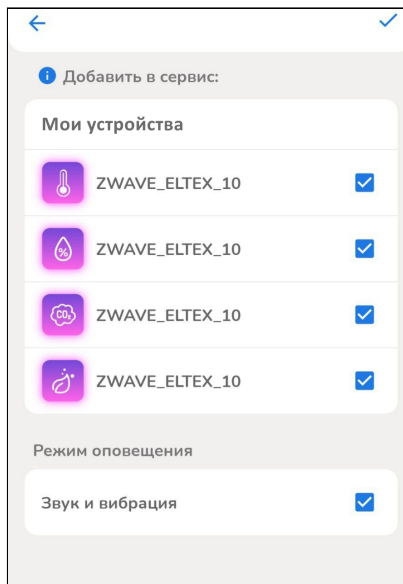 Добавить в сервис:
Мои устройства
ZWAVE_ELTEX_10
%
ZWAVE_ELTEX_10
CO₂
ZWAVE_ELTEX_10
ZWAVE_ELTEX_10
Режим оповещения
Звук и вибрация